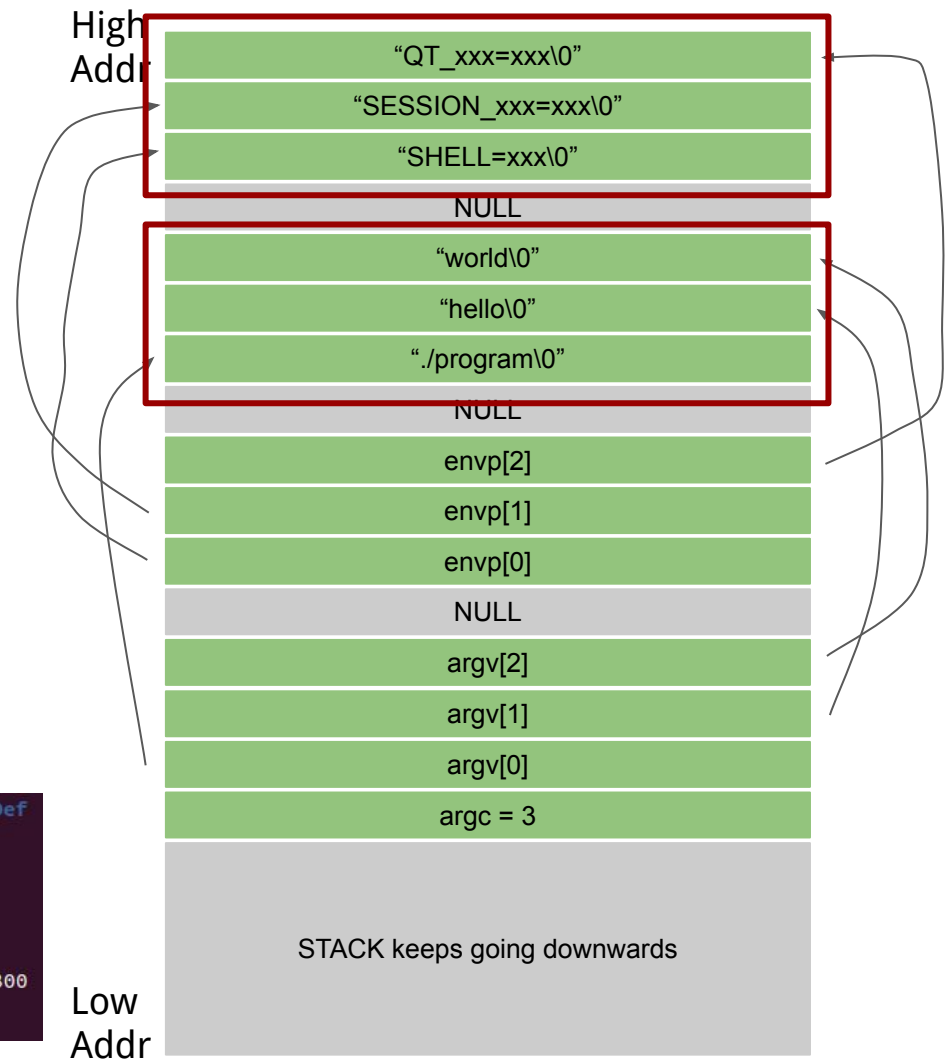 High
Addr
“QT_xxx=xxx\0”
“SESSION_xxx=xxx\0”
“SHELL=xxx\0”
NULL
“world\0”
“hello\0”
“./program\0”
NULL
envp[2]
envp[1]
envp[0]
NULL
argv[2]
argv[1]
argv[0]
argc = 3
STACK keeps going downwards
Low
Addr